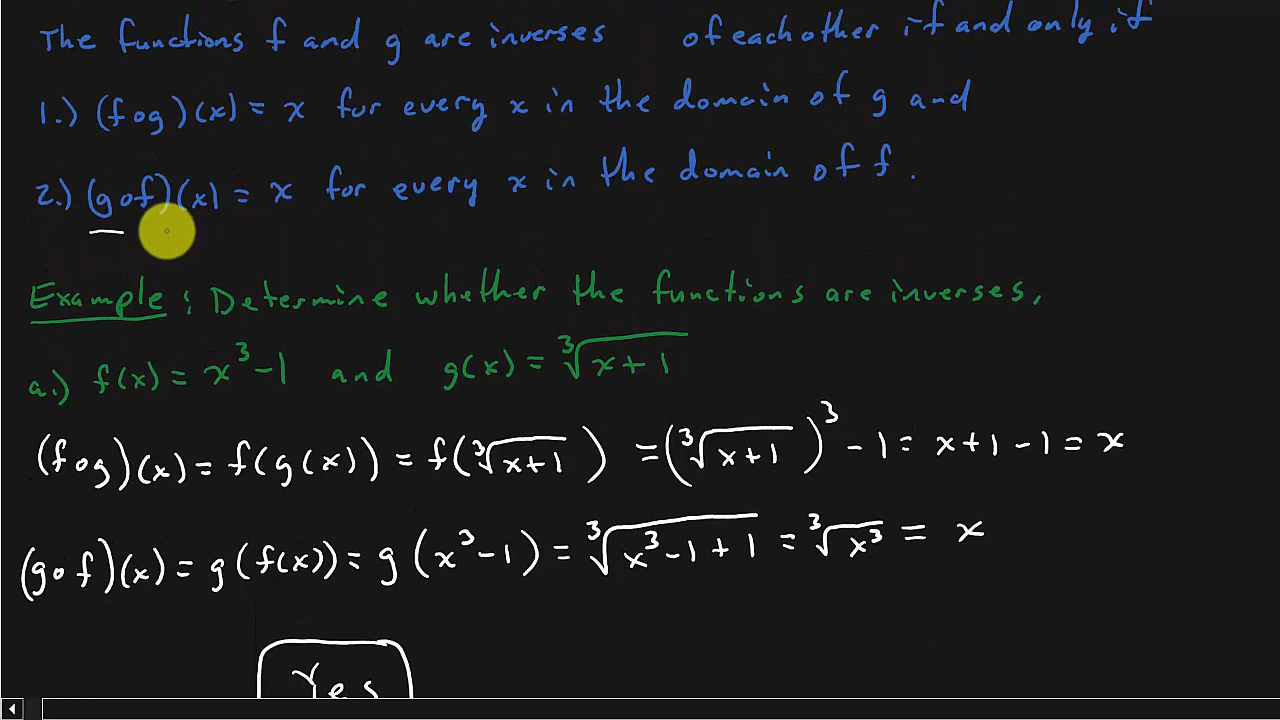 The functions f and g are inverses of each other if and only if
1.) (f∘g)(x) = x for every x in the domain of g and
2.) (g∘f)(x) = x for every x in the domain of f.
Example: Determine whether the functions are inverses.
a.) f(x) = x³-1 and g(x) = ∛(x+1)
(f∘g)(x) = f(g(x)) = f(∛(x+1)) = (∛(x+1))³ - 1 = x+1-1 = x
(g∘f)(x) = g(f(x)) = g(x³-1) = ∛(x³-1+1) = ∛(x³) = x
Yes